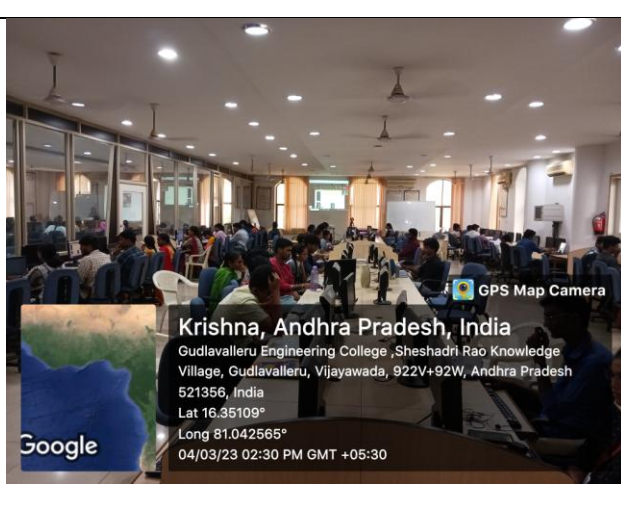 GPS Map Camera
Krishna, Andhra Pradesh, India
Gudlavalleru Engineering College ,Sheshadri Rao Knowledge
Village, Gudlavalleru, Vijayawada, 922V+92W, Andhra Pradesh
521356, India
Lat 16.35109°
Long 81.042565°
04/03/23 02:30 PM GMT +05:30
Google